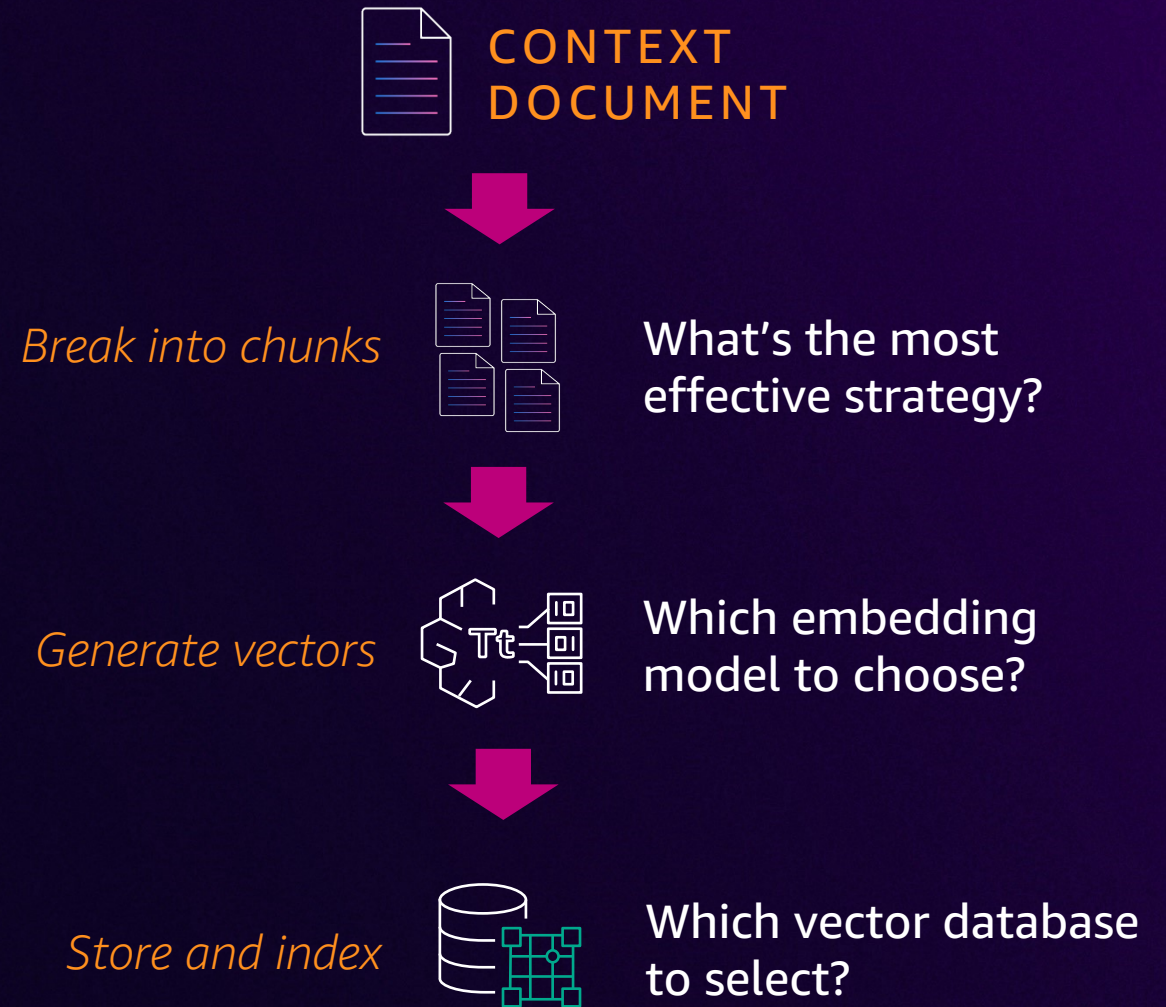 CONTEXT
DOCUMENT
Break into chunks
What’s the most
effective strategy?
Generate vectors
Tt
Which embedding
model to choose?
Store and index
Which vector database
to select?